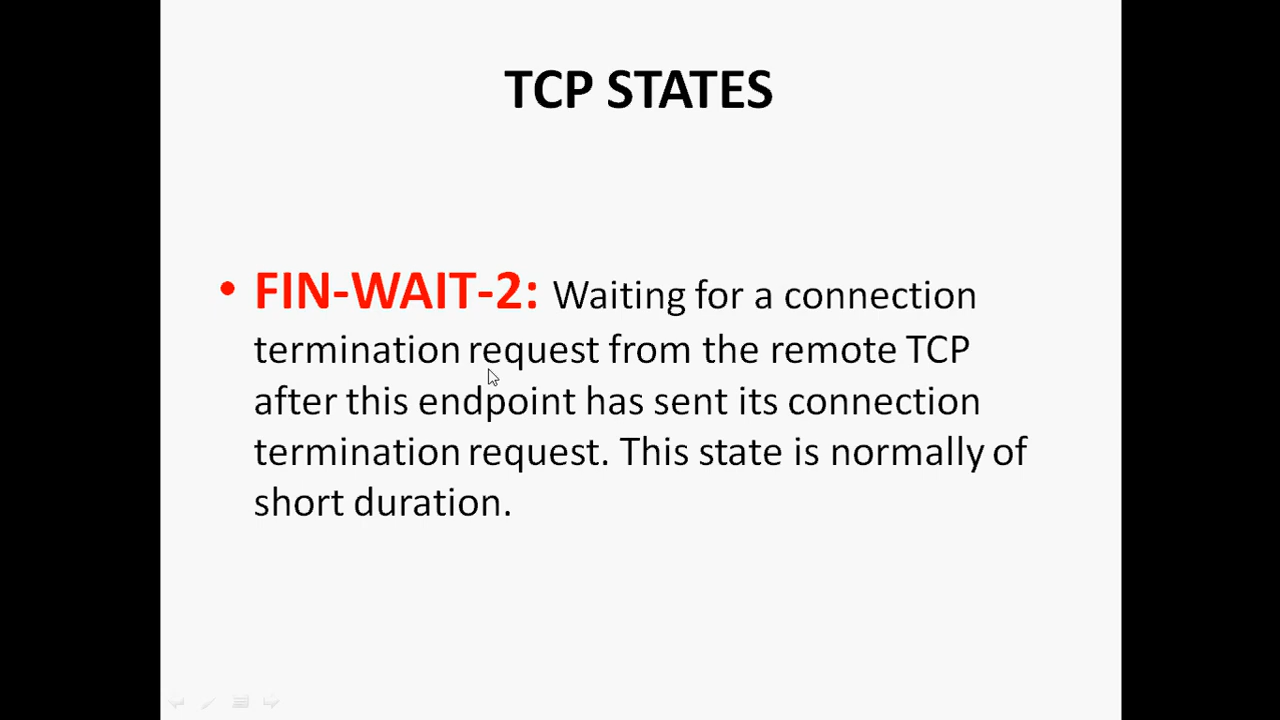 TCP STATES
• FIN-WAIT-2: Waiting for a connection
termination request from the remote TCP
after this endpoint has sent its connection
termination request. This state is normally of
short duration.